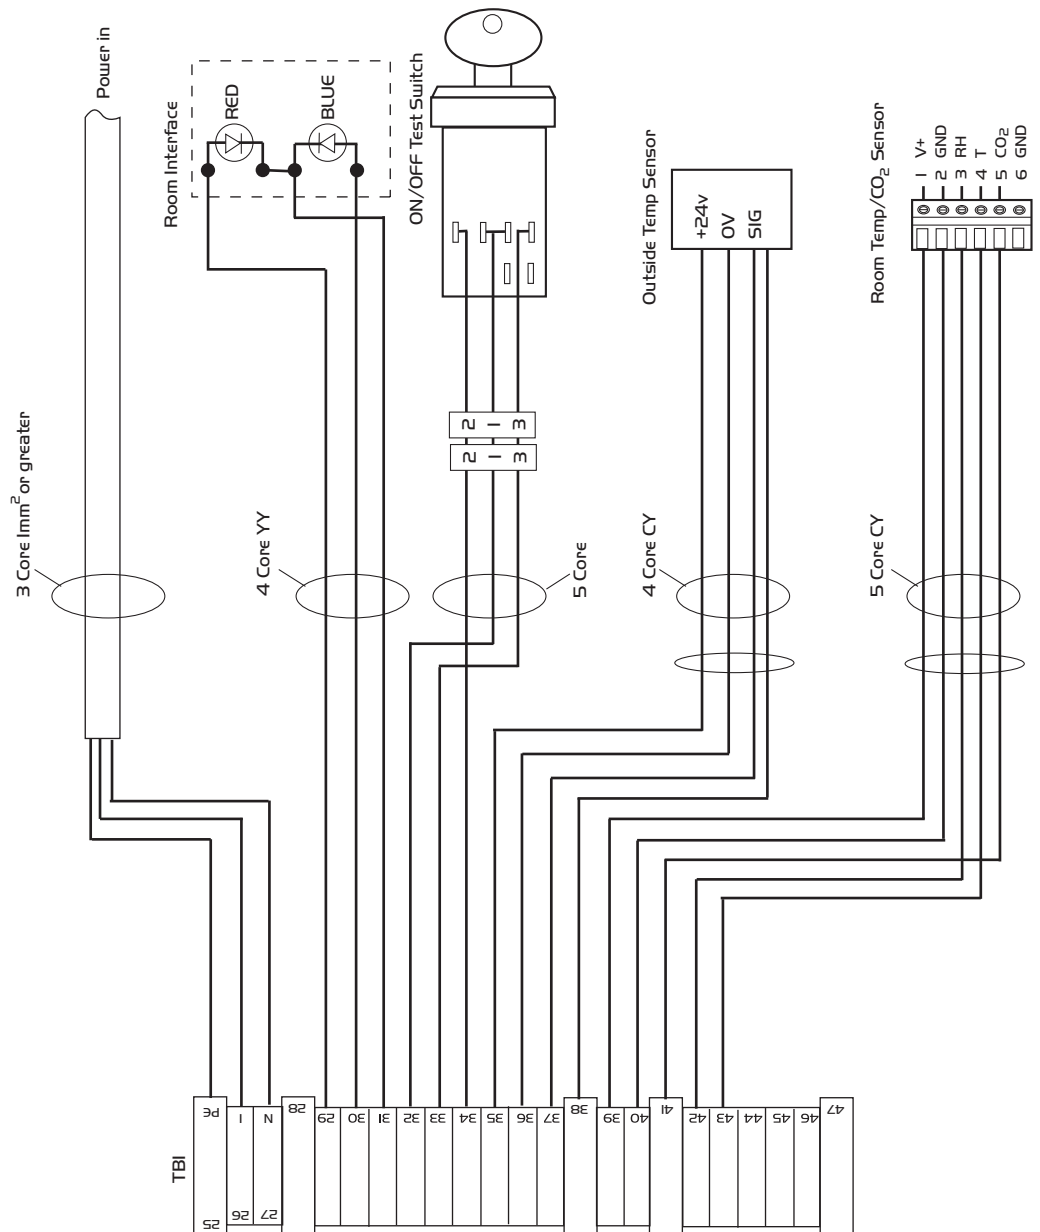 Power in
Room Interface
RED
BLUE
ON/OFF Test Switch
Outside Temp Sensor
+24v
0V
SIG
Room Temp/CO₂ Sensor
1 V+
2 GND
3 RH
4 T
5 CO₂
6 GND
2
1
3
2
1
3
3 Core 1mm² or greater
4 Core YY
5 Core
4 Core CY
5 Core CY
TB1
PE
25
1
26
N
27
28
29
30
31
32
33
34
35
36
37
38
39
40
41
42
43
44
45
46
47